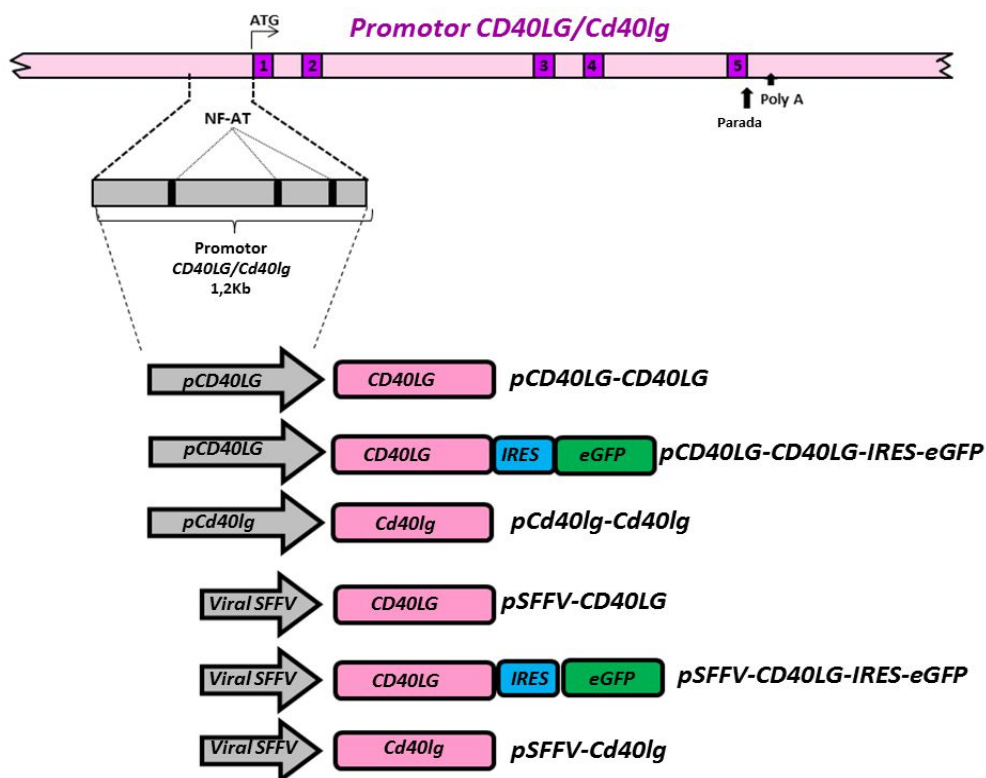 Promotor CD40LG/Cd40lg
ATG
1 2 3 4 5
Poly A
Parada
NF-AT
Promotor
CD40LG/Cd40lg
1,2Kb
pCD40LG CD40LG pCD40LG-CD40LG
pCD40LG CD40LG IRES eGFP pCD40LG-CD40LG-IRES-eGFP
pCd40lg Cd40lg pCd40lg-Cd40lg
Viral SFFV CD40LG pSFFV-CD40LG
Viral SFFV CD40LG IRES eGFP pSFFV-CD40LG-IRES-eGFP
Viral SFFV Cd40lg pSFFV-Cd40lg